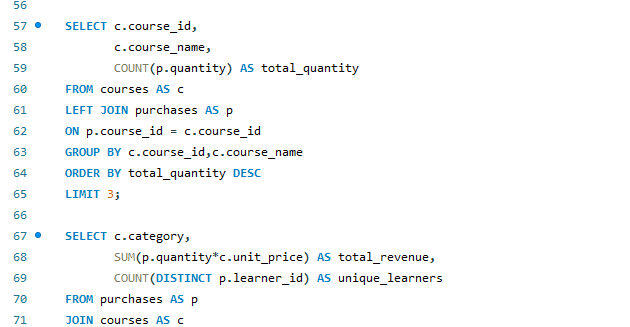 56
57 SELECT c.course_id,
58 c.course_name,
59 COUNT(p.quantity) AS total_quantity
60 FROM courses AS c
61 LEFT JOIN purchases AS p
62 ON p.course_id = c.course_id
63 GROUP BY c.course_id,c.course_name
64 ORDER BY total_quantity DESC
65 LIMIT 3;
66
67 SELECT c.category,
68 SUM(p.quantity*c.unit_price) AS total_revenue,
69 COUNT(DISTINCT p.learner_id) AS unique_learners
70 FROM purchases AS p
71 JOIN courses AS c